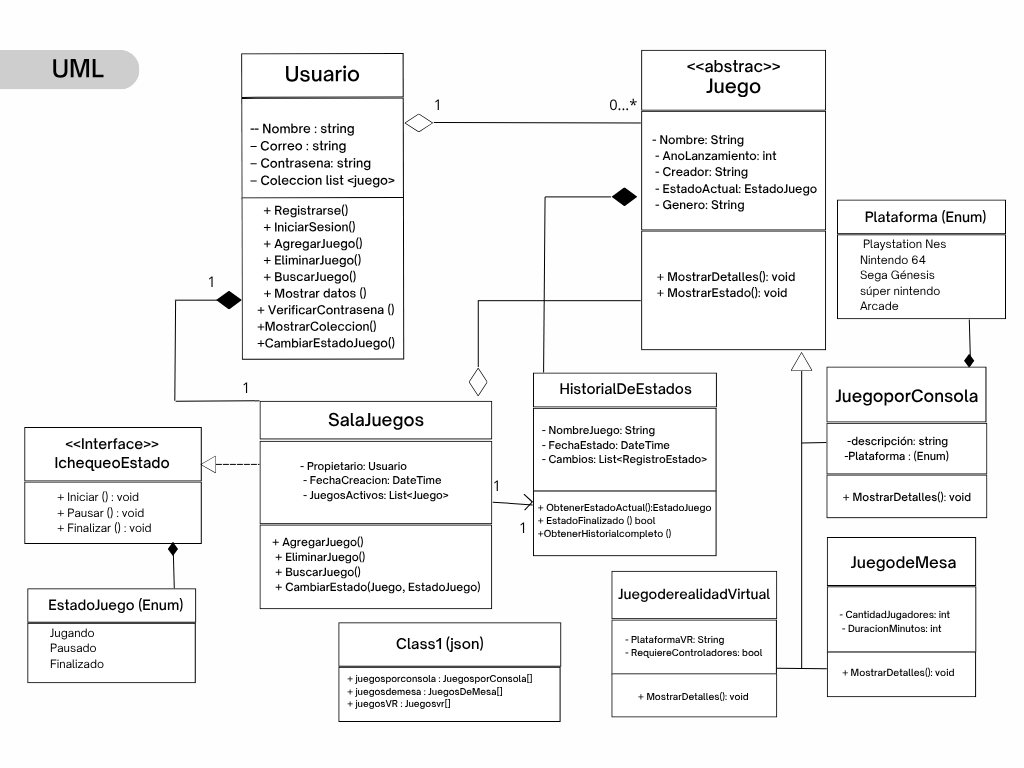 UML
Usuario
-- Nombre : string
– Correo : string
– Contrasena: string
– Coleccion list <juego>
+ Registrarse()
+ IniciarSesion()
+ AgregarJuego()
+ EliminarJuego()
+ BuscarJuego()
+ Mostrar datos ()
+ VerificarContrasena ()
+MostrarColeccion()
+CambiarEstadoJuego()
1
0...*
<<abstrac>>
Juego
- Nombre: String
- AnoLanzamiento: int
- Creador: String
- EstadoActual: EstadoJuego
- Genero: String
+ MostrarDetalles(): void
+ MostrarEstado(): void
Plataforma (Enum)
Playstation Nes
Nintendo 64
Sega Génesis
súper nintendo
Arcade
1
1
SalaJuegos
- Propietario: Usuario
- FechaCreacion: DateTime
- JuegosActivos: List<Juego>
+ AgregarJuego()
+ EliminarJuego()
+ BuscarJuego()
+ CambiarEstado(Juego, EstadoJuego)
1
1
HistorialDeEstados
- NombreJuego: String
- FechaEstado: DateTime
- Cambios: List<RegistroEstado>
+ ObtenerEstadoActual():EstadoJuego
+ EstadoFinalizado () bool
+ObtenerHistorialcompleto ()
JuegoporConsola
-descripción: string
-Plataforma : (Enum)
+ MostrarDetalles(): void
<<Interface>>
IchequeoEstado
+ Iniciar () : void
+ Pausar () : void
+ Finalizar () : void
EstadoJuego (Enum)
Jugando
Pausado
Finalizado
Class1 (json)
+ juegosporconsola : JuegosporConsola[]
+ juegosdemesa : JuegosDeMesa[]
+ juegosVR : Juegosvr[]
JuegoderealidadVirtual
- PlataformaVR: String
- RequiereControladores: bool
+ MostrarDetalles(): void
JuegodeMesa
- CantidadJugadores: int
- DuracionMinutos: int
+ MostrarDetalles(): void